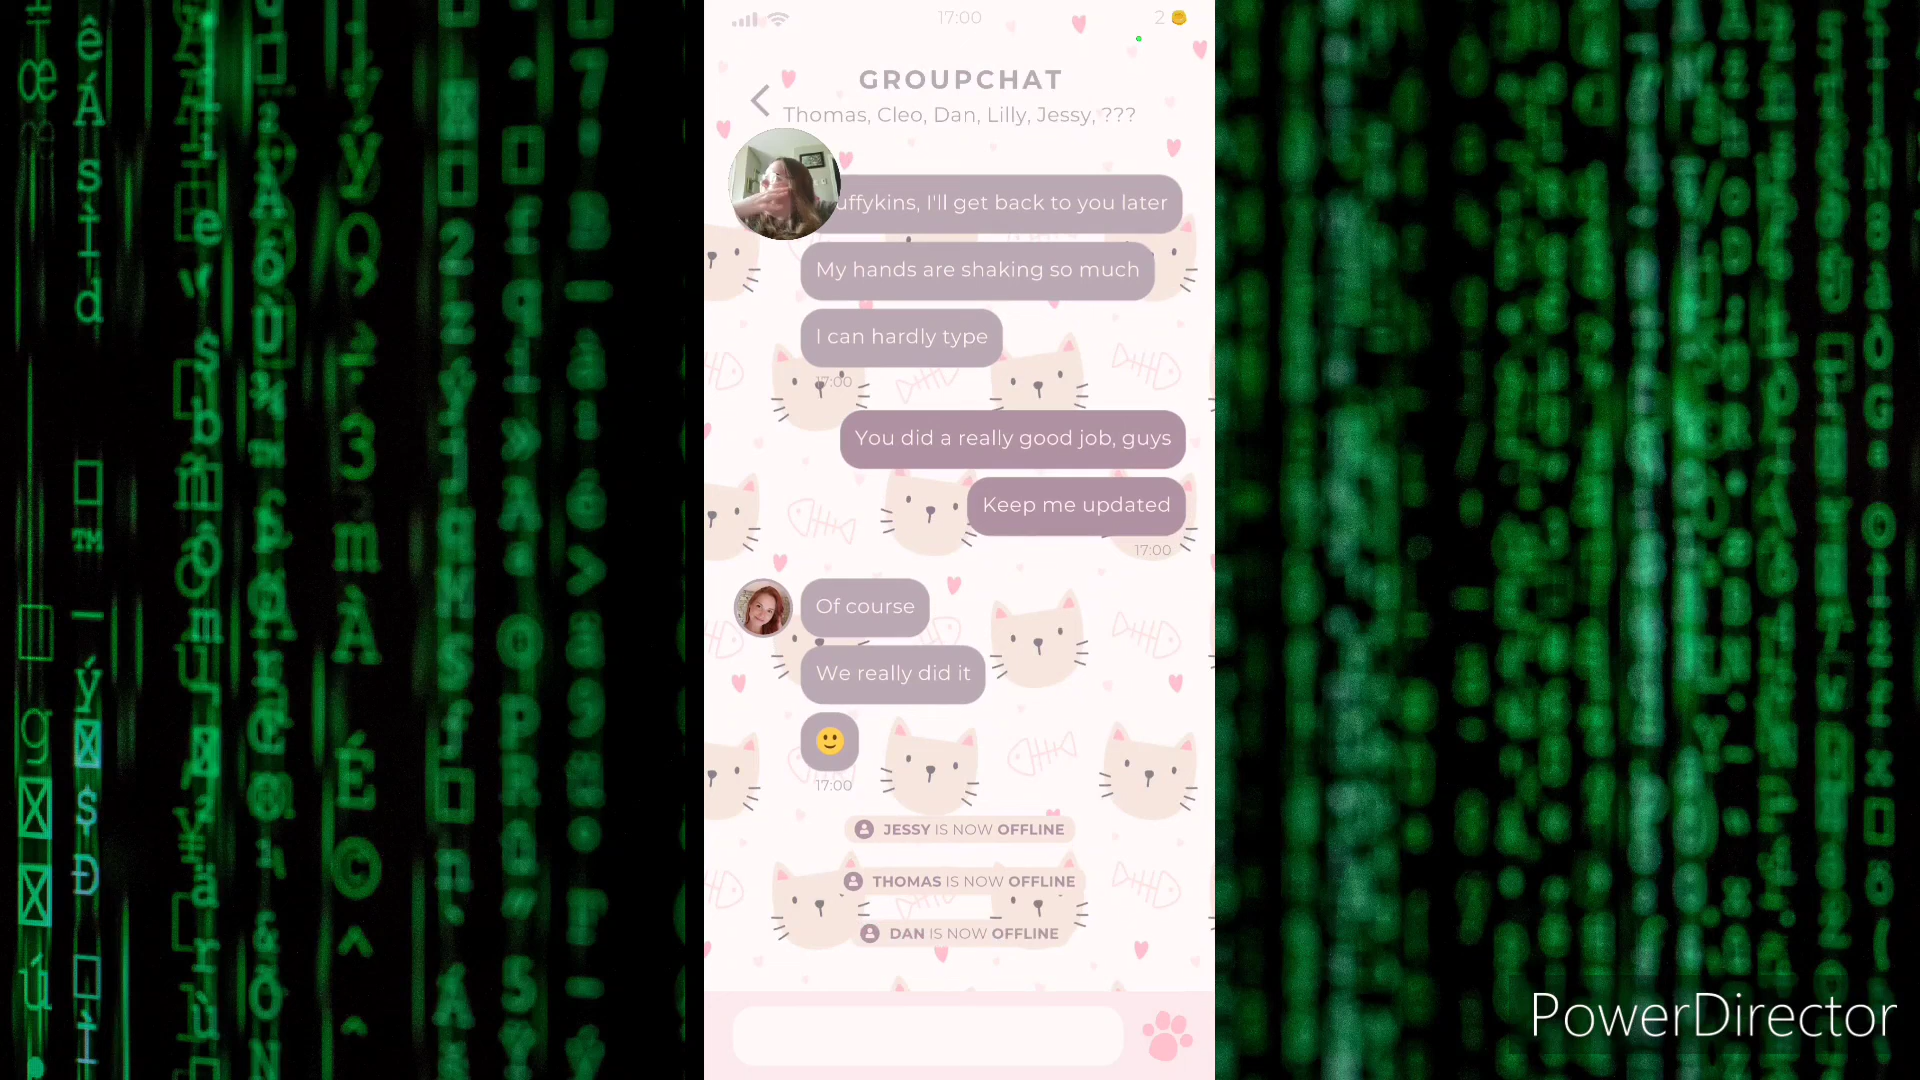 17:00
2
GROUPCHAT
Thomas, Cleo, Dan, Lilly, Jessy, ???
uffykins, I'll get back to you later
My hands are shaking so much
I can hardly type
17:00
You did a really good job, guys
Keep me updated
17:00
Of course
We really did it
17:00
JESSY IS NOW OFFLINE
THOMAS IS NOW OFFLINE
DAN IS NOW OFFLINE
PowerDirector